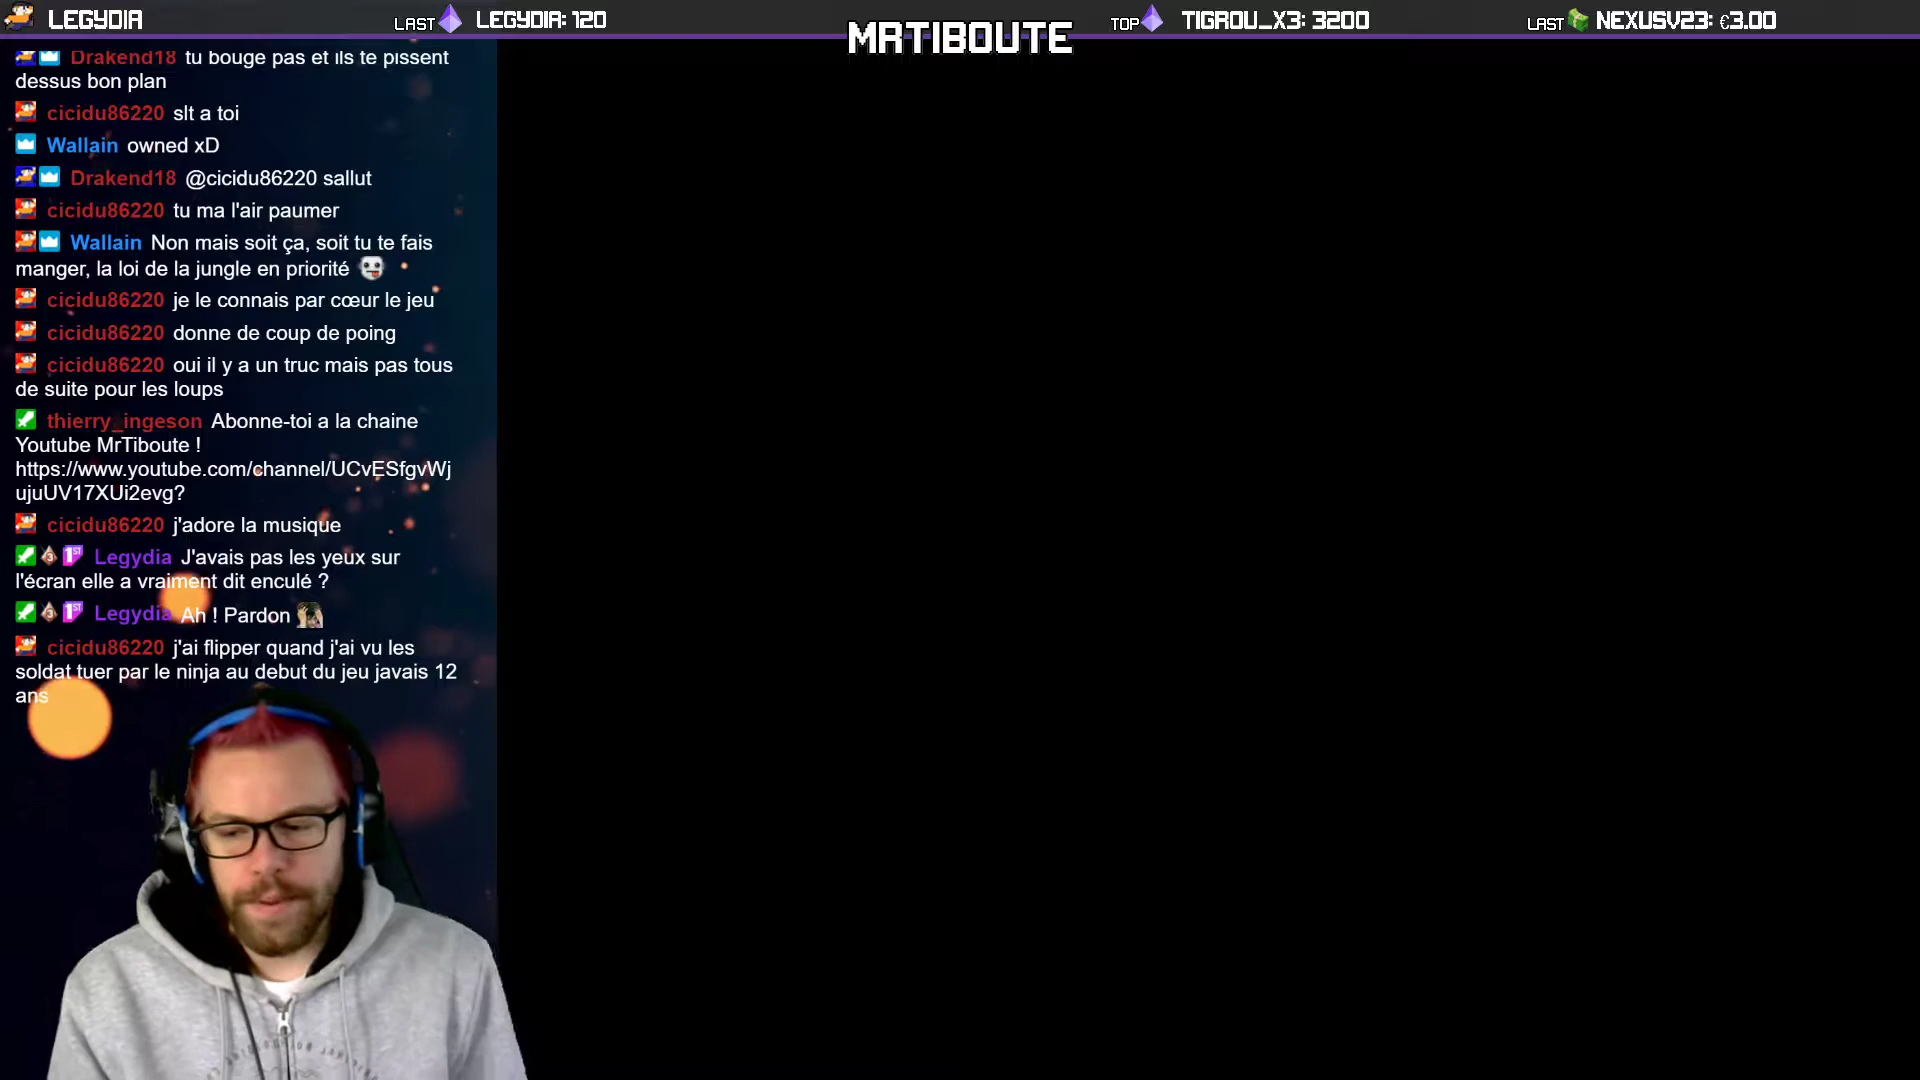 LEGYDIA
LAST LEGYDIA: 120
MRTIBOUTE
TOP TIGROU_X3: 3200
LAST NEXUSV23: €3.00
Drakend18 tu bouge pas et ils te pissent
dessus bon plan
cicidu86220 slt a toi
Wallain owned xD
Drakend18 @cicidu86220 sallut
cicidu86220 tu ma l'air paumer
Wallain Non mais soit ça, soit tu te fais
manger, la loi de la jungle en priorité
cicidu86220 je le connais par cœur le jeu
cicidu86220 donne de coup de poing
cicidu86220 oui il y a un truc mais pas tous
de suite pour les loups
thierry_ingeson Abonne-toi a la chaine
Youtube MrTiboute !
https://www.youtube.com/channel/UCvESfgvWj
ujuUV17XUi2evg?
cicidu86220 j'adore la musique
3 1ST Legydia J'avais pas les yeux sur
l'écran elle a vraiment dit enculé ?
3 1ST Legydia Ah ! Pardon
cicidu86220 j'ai flipper quand j'ai vu les
soldat tuer par le ninja au debut du jeu javais 12
ans